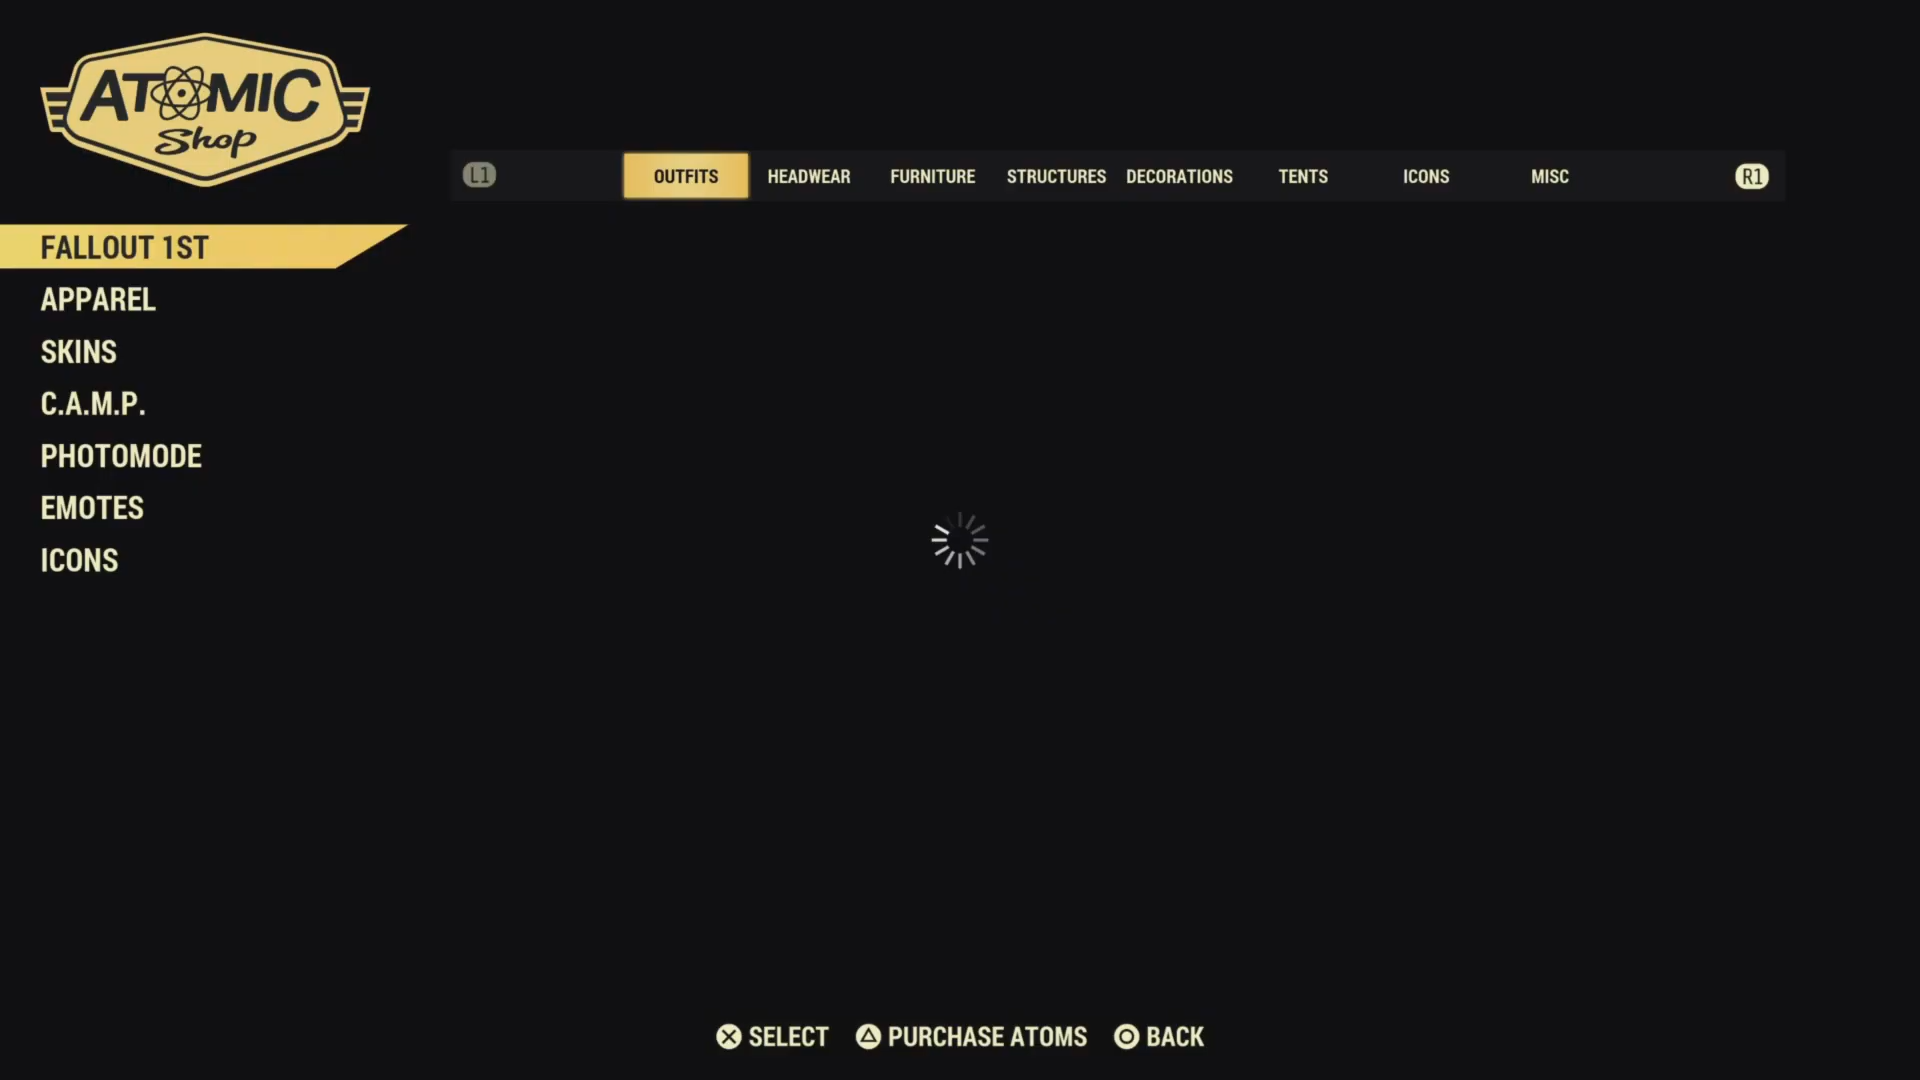 ATOMIC
Shop
L1 OUTFITS HEADWEAR FURNITURE STRUCTURES DECORATIONS TENTS ICONS MISC R1
FALLOUT 1ST
APPAREL
SKINS
C.A.M.P.
PHOTOMODE
EMOTES
ICONS
SELECT PURCHASE ATOMS BACK